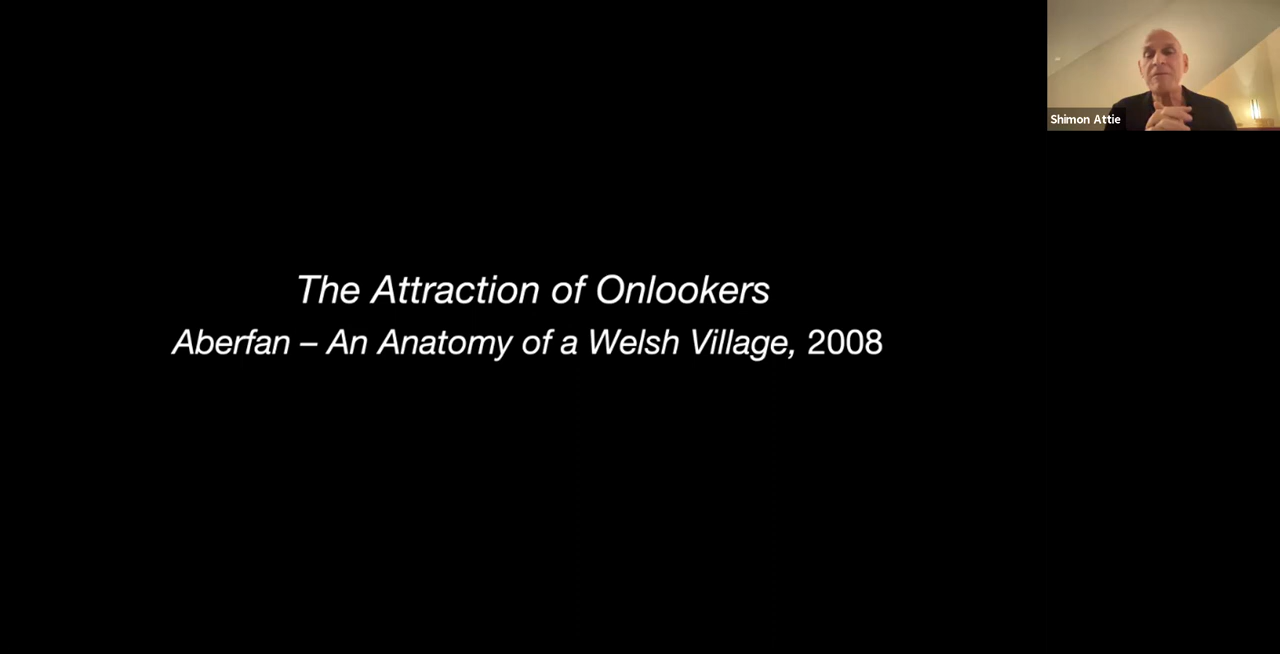 The Attraction of Onlookers
Aberfan – An Anatomy of a Welsh Village, 2008
Shimon Attie